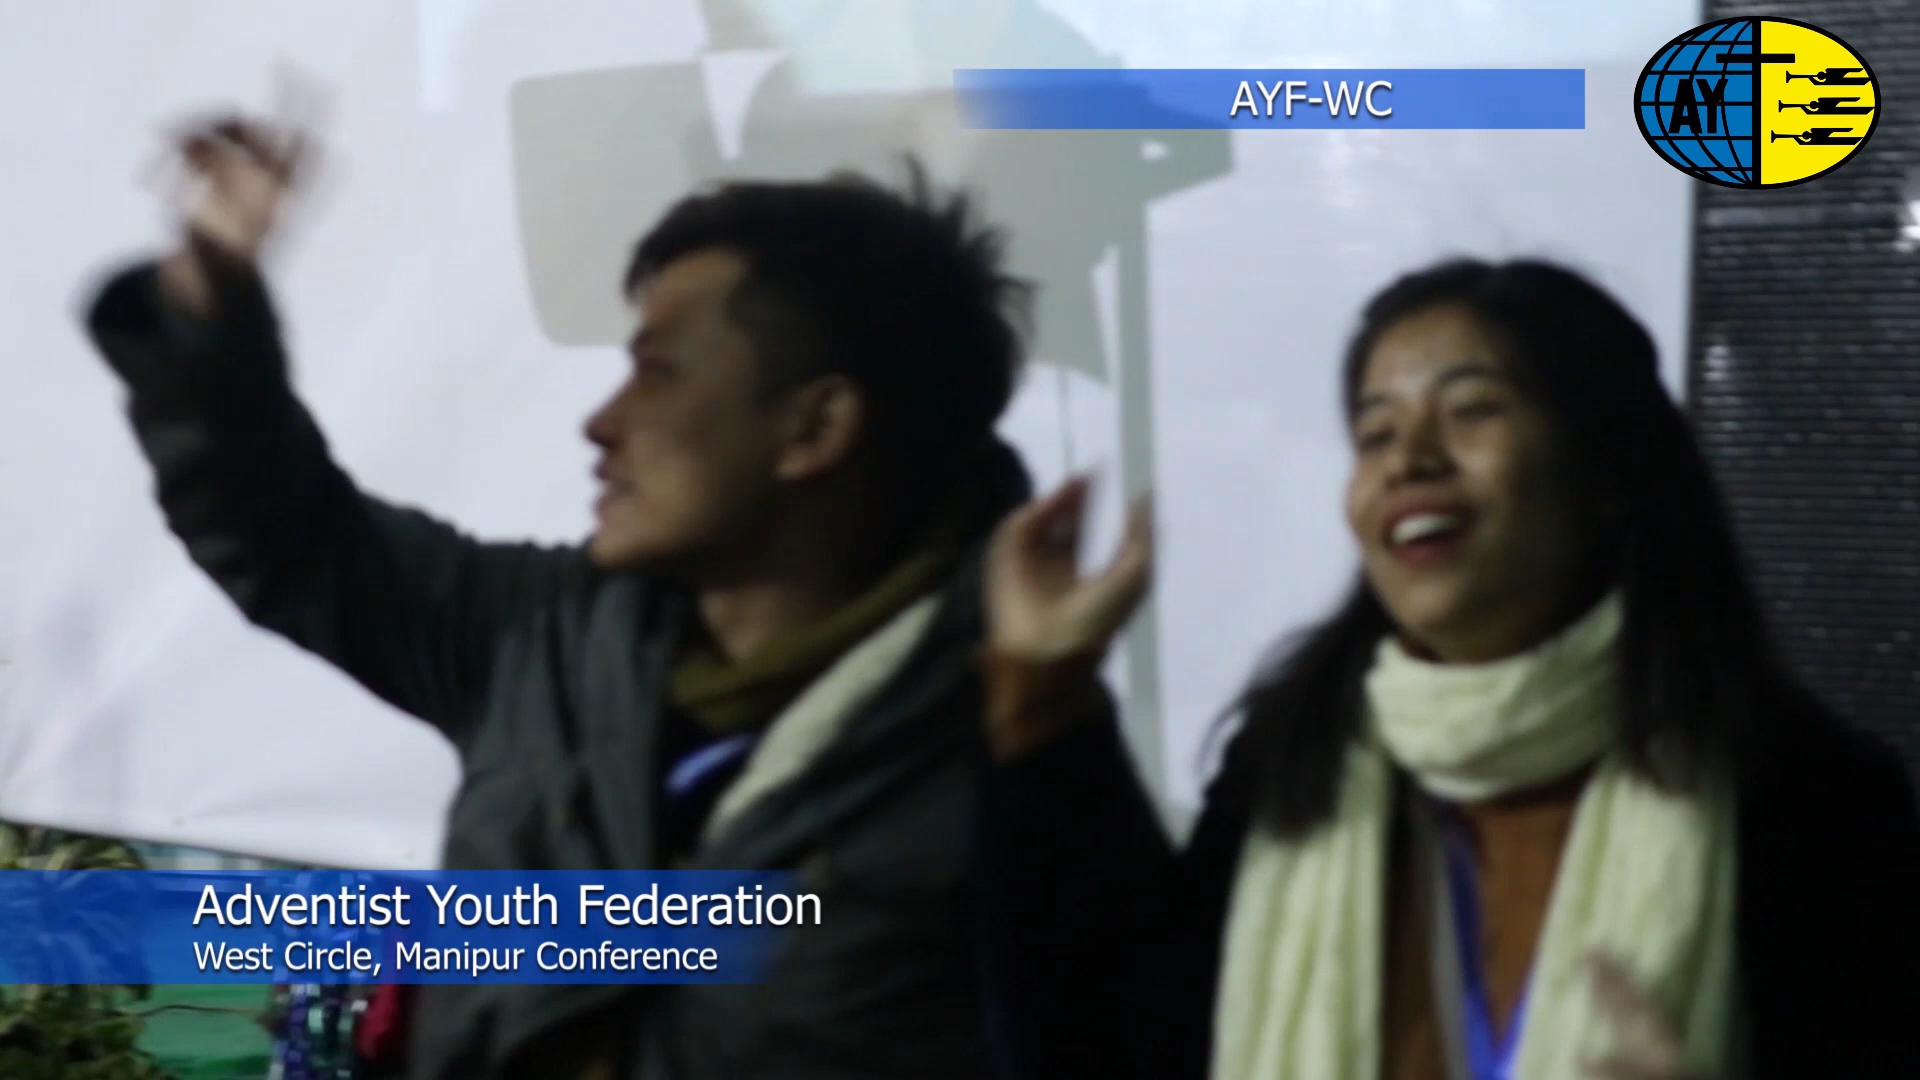 AYF-WC
AY
Adventist Youth Federation
West Circle, Manipur Conference